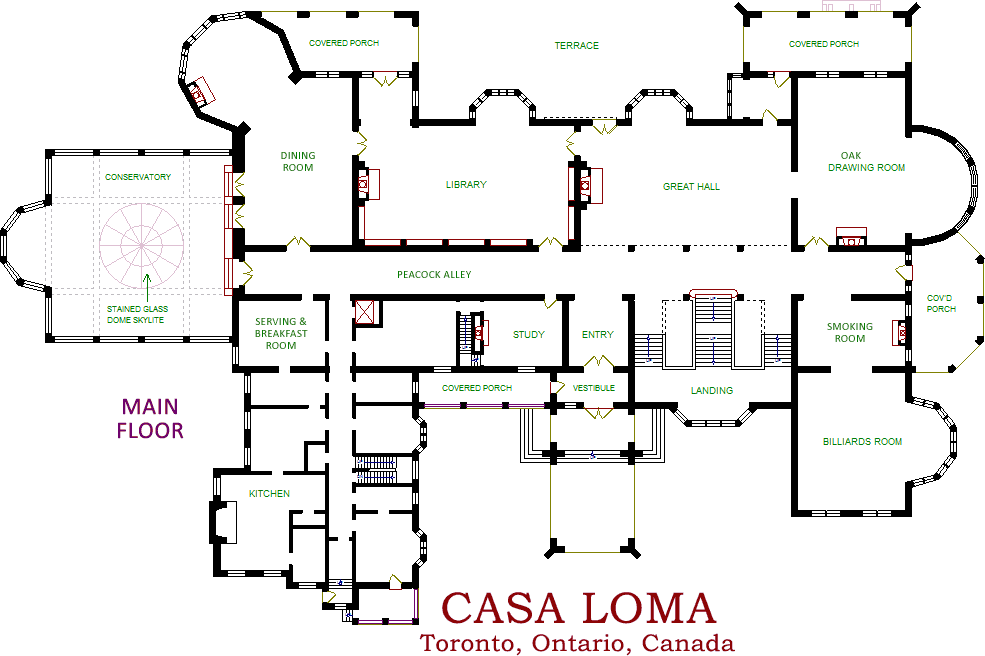 COVERED PORCH
TERRACE
COVERED PORCH
DINING
ROOM
LIBRARY
GREAT HALL
OAK
DRAWING ROOM
CONSERVATORY
STAINED GLASS
DOME SKYLITE
PEACOCK ALLEY
COV'D
PORCH
SERVING &
BREAKFAST
ROOM
STUDY
ENTRY
SMOKING
ROOM
COVERED PORCH
VESTIBULE
LANDING
MAIN
FLOOR
BILLIARDS ROOM
KITCHEN
CASA LOMA
Toronto, Ontario, Canada